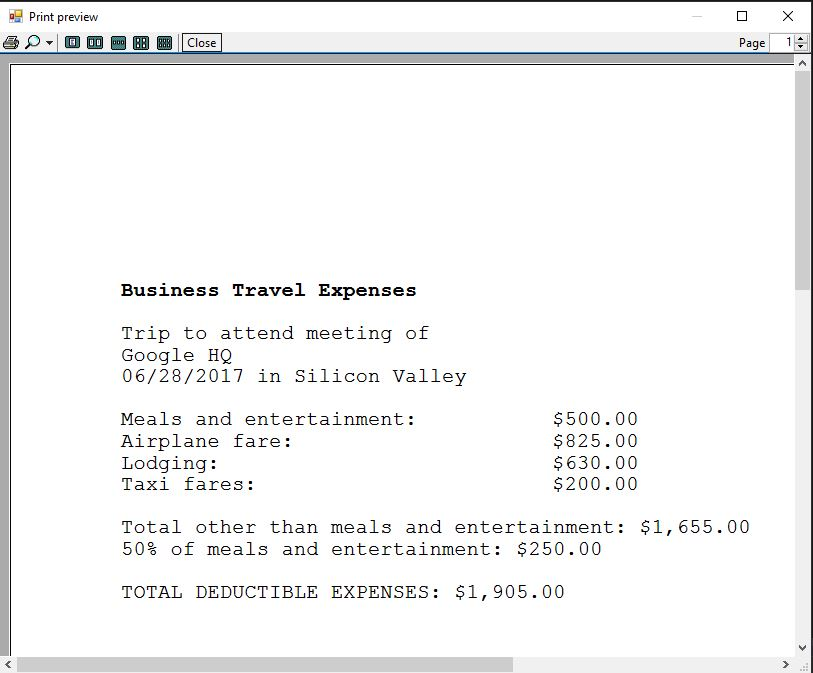 Print preview
Close
Page 1
Business Travel Expenses
Trip to attend meeting of
Google HQ
06/28/2017 in Silicon Valley
Meals and entertainment: $500.00
Airplane fare: $825.00
Lodging: $630.00
Taxi fares: $200.00
Total other than meals and entertainment: $1,655.00
50% of meals and entertainment: $250.00
TOTAL DEDUCTIBLE EXPENSES: $1,905.00